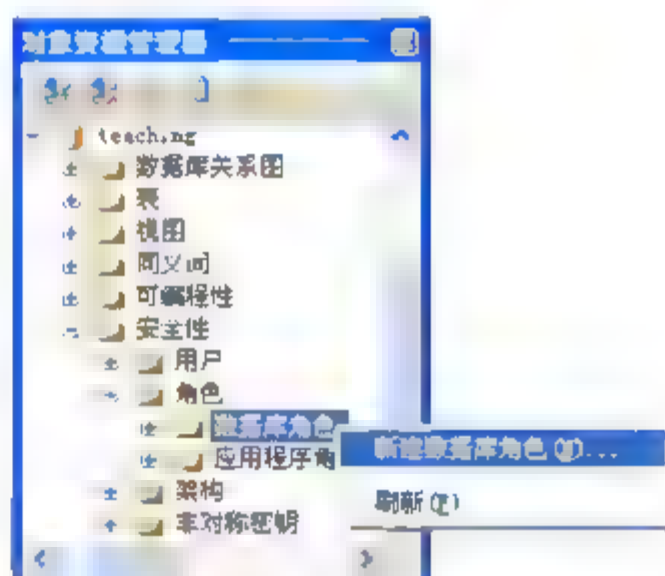 对象资源管理器
teaching
数据库关系图
表
视图
同义词
可编程性
安全性
用户
角色
数据库角色
新建数据库角色(N)...
应用程序角
架构
刷新(F)
非对称密钥